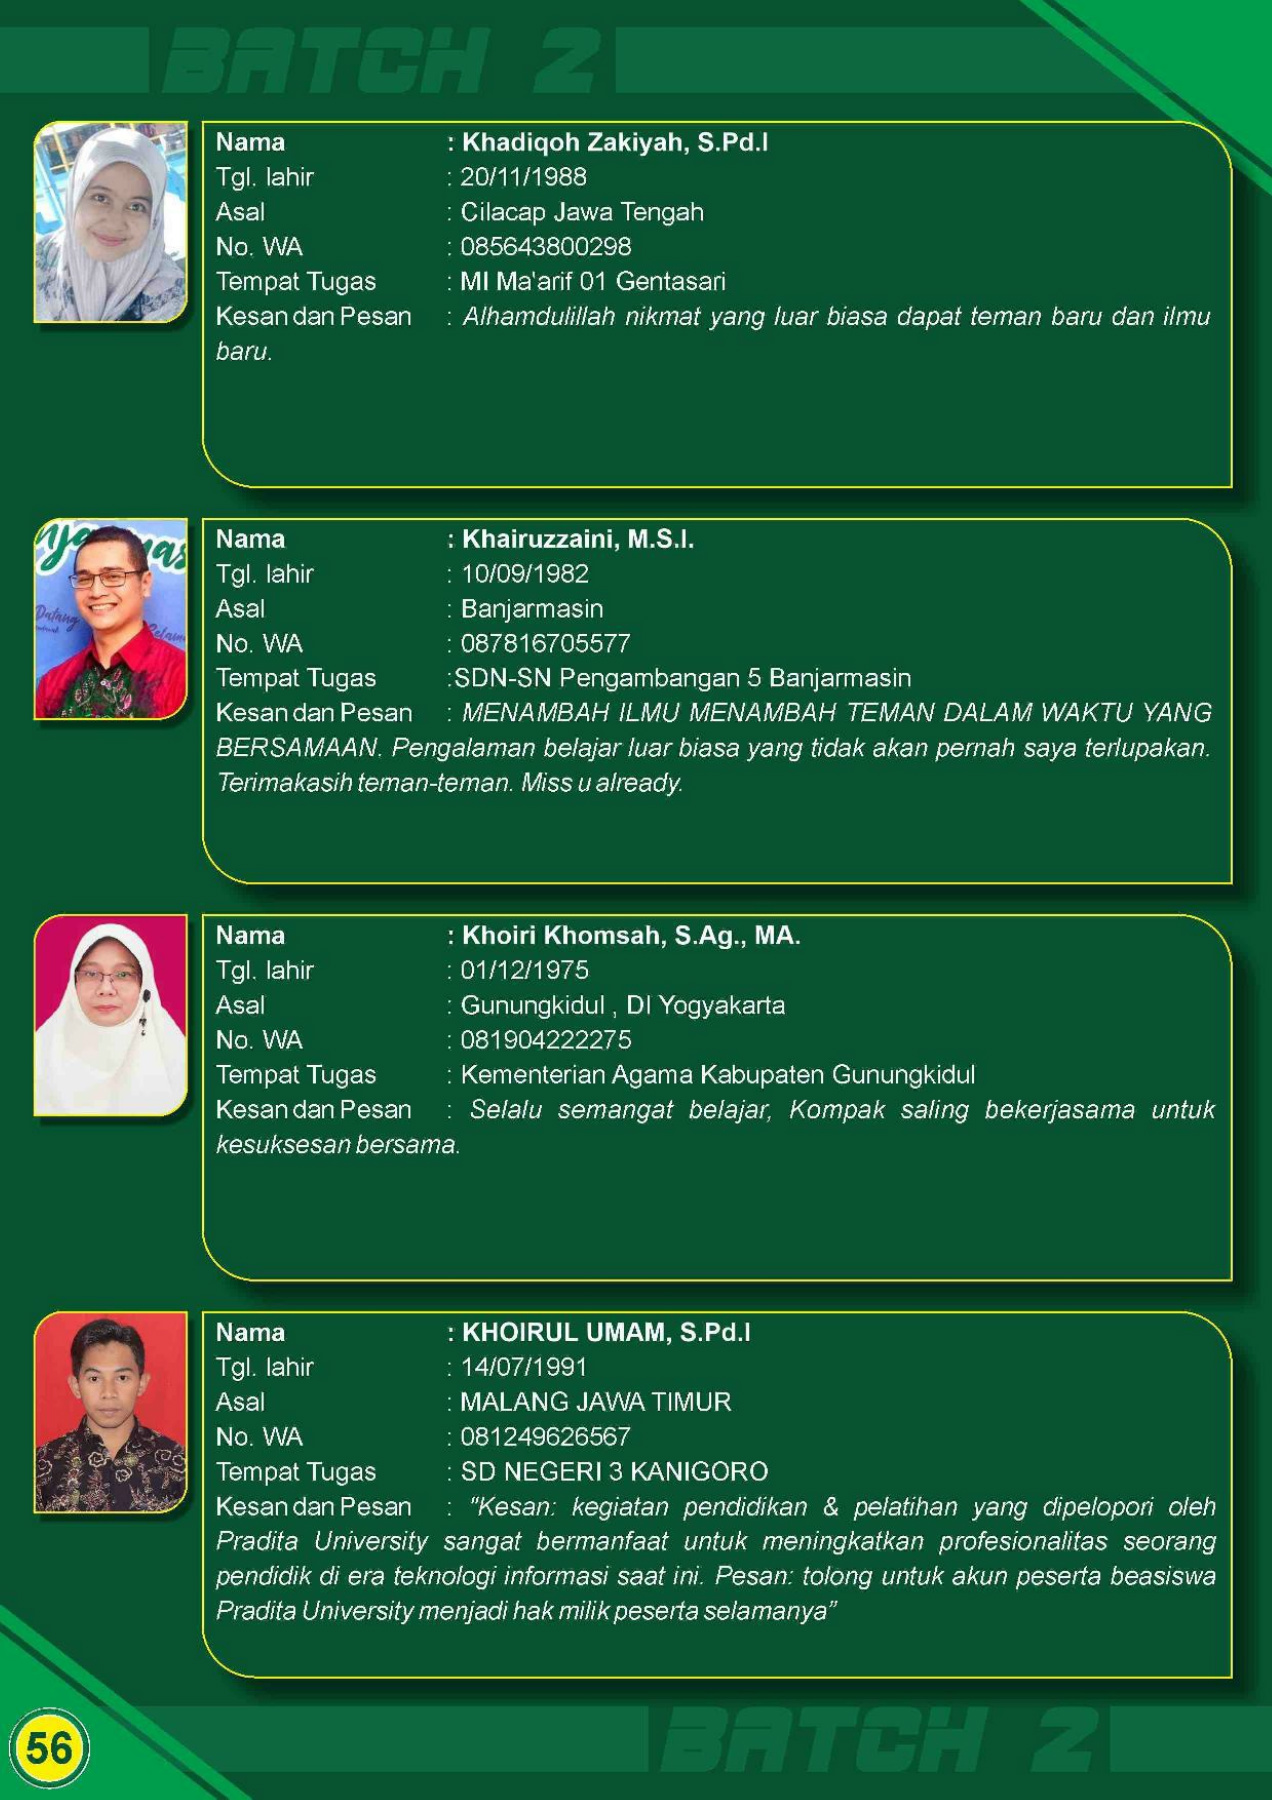 BATCH 2
Nama : Khadiqoh Zakiyah, S.Pd.I
Tgl. lahir : 20/11/1988
Asal : Cilacap Jawa Tengah
No. WA : 085643800298
Tempat Tugas : MI Ma'arif 01 Gentasari
Kesan dan Pesan : Alhamdulillah nikmat yang luar biasa dapat teman baru dan ilmu
baru.
Nama : Khairuzzaini, M.S.I.
Tgl. lahir : 10/09/1982
Asal : Banjarmasin
No. WA : 087816705577
Tempat Tugas :SDN-SN Pengambangan 5 Banjarmasin
Kesan dan Pesan : MENAMBAH ILMU MENAMBAH TEMAN DALAM WAKTU YANG
BERSAMAAN. Pengalaman belajar luar biasa yang tidak akan pernah saya terlupakan.
Terimakasih teman-teman. Miss u already.
Nama : Khoiri Khomsah, S.Ag., MA.
Tgl. lahir : 01/12/1975
Asal : Gunungkidul , DI Yogyakarta
No. WA : 081904222275
Tempat Tugas : Kementerian Agama Kabupaten Gunungkidul
Kesan dan Pesan : Selalu semangat belajar, Kompak saling bekerjasama untuk
kesuksesan bersama.
Nama : KHOIRUL UMAM, S.Pd.I
Tgl. lahir : 14/07/1991
Asal : MALANG JAWA TIMUR
No. WA : 081249626567
Tempat Tugas : SD NEGERI 3 KANIGORO
Kesan dan Pesan : "Kesan: kegiatan pendidikan & pelatihan yang dipelopori oleh
Pradita University sangat bermanfaat untuk meningkatkan profesionalitas seorang
pendidik di era teknologi informasi saat ini. Pesan: tolong untuk akun peserta beasiswa
Pradita University menjadi hak milik peserta selamanya”
56
BATCH 2